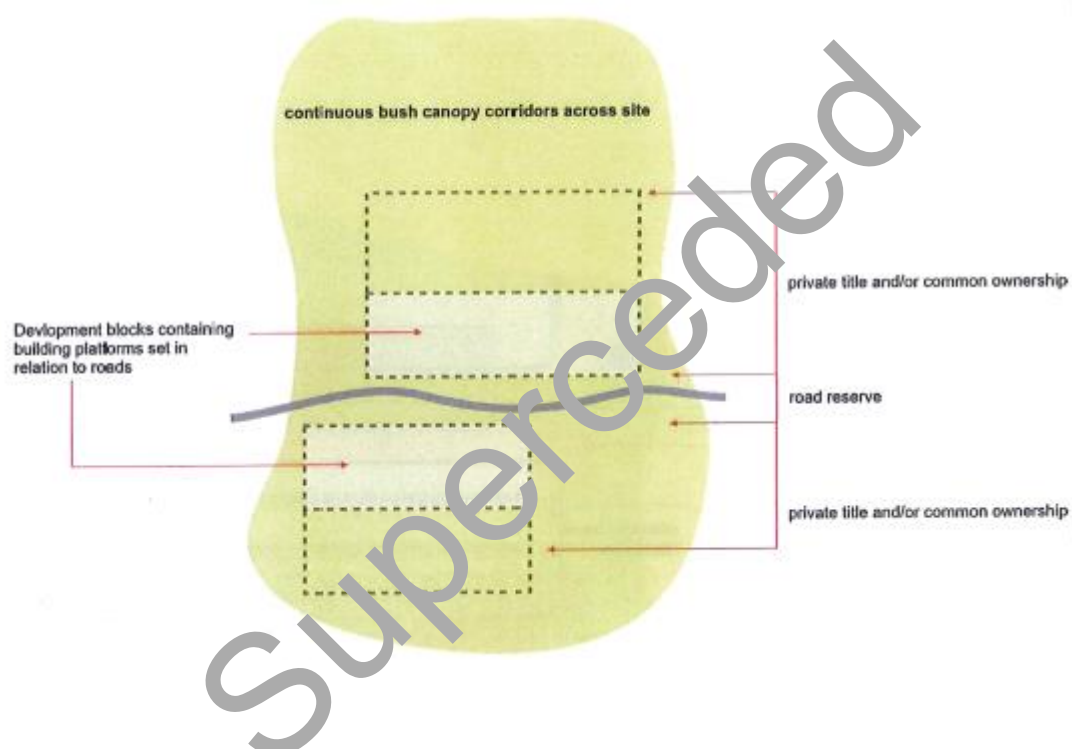 continuous bush canopy corridors across site
private title and/or common ownership
Devlopment blocks containing
building platforms set in
relation to roads
road reserve
private title and/or common ownership
Superceded